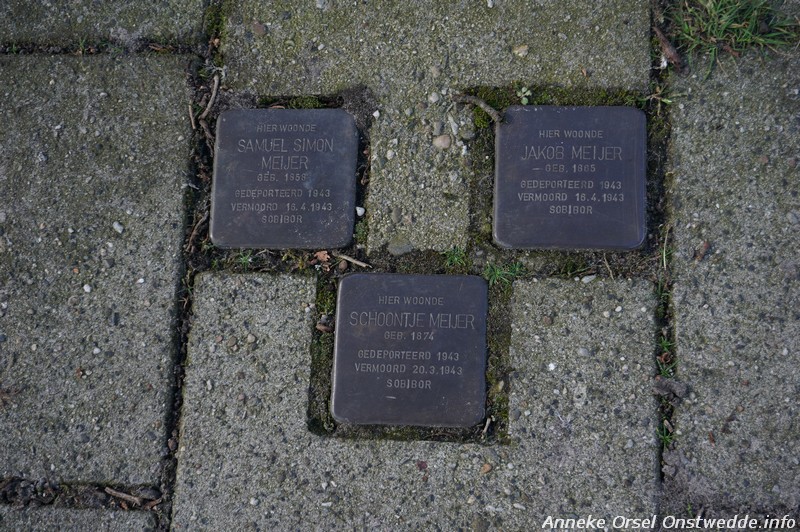 HIER WOONDE
SAMUEL SIMON
MEIJER
GEB. 1858
GEDEPORTEERD 1943
VERMOORD 16.4.1943
SOBIBOR
HIER WOONDE
JAKOB MEIJER
GEB. 1865
GEDEPORTEERD 1943
VERMOORD 16.4.1943
SOBIBOR
HIER WOONDE
SCHOONTJE MEIJER
GEB. 1874
GEDEPORTEERD 1943
VERMOORD 20.3.1943
SOBIBOR
Anneke Orsel Onstwedde.info